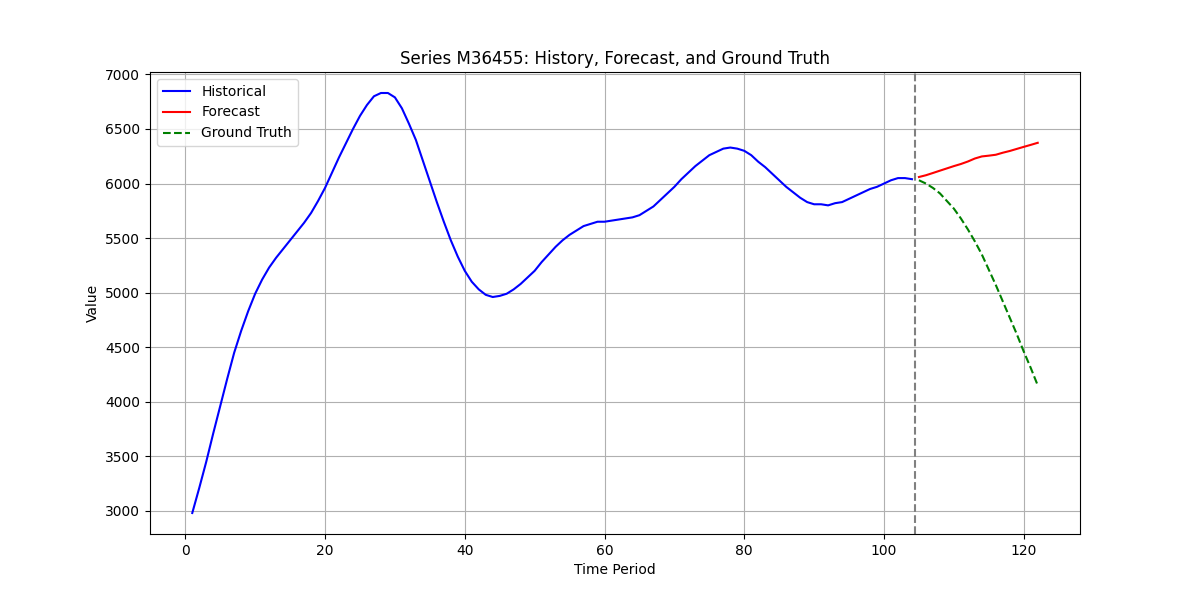 Series M36455: History, Forecast, and Ground Truth
Historical
Forecast
Ground Truth
7000
6500
6000
5500
5000
4500
4000
3500
3000
Value
0 20 40 60 80 100 120
Time Period